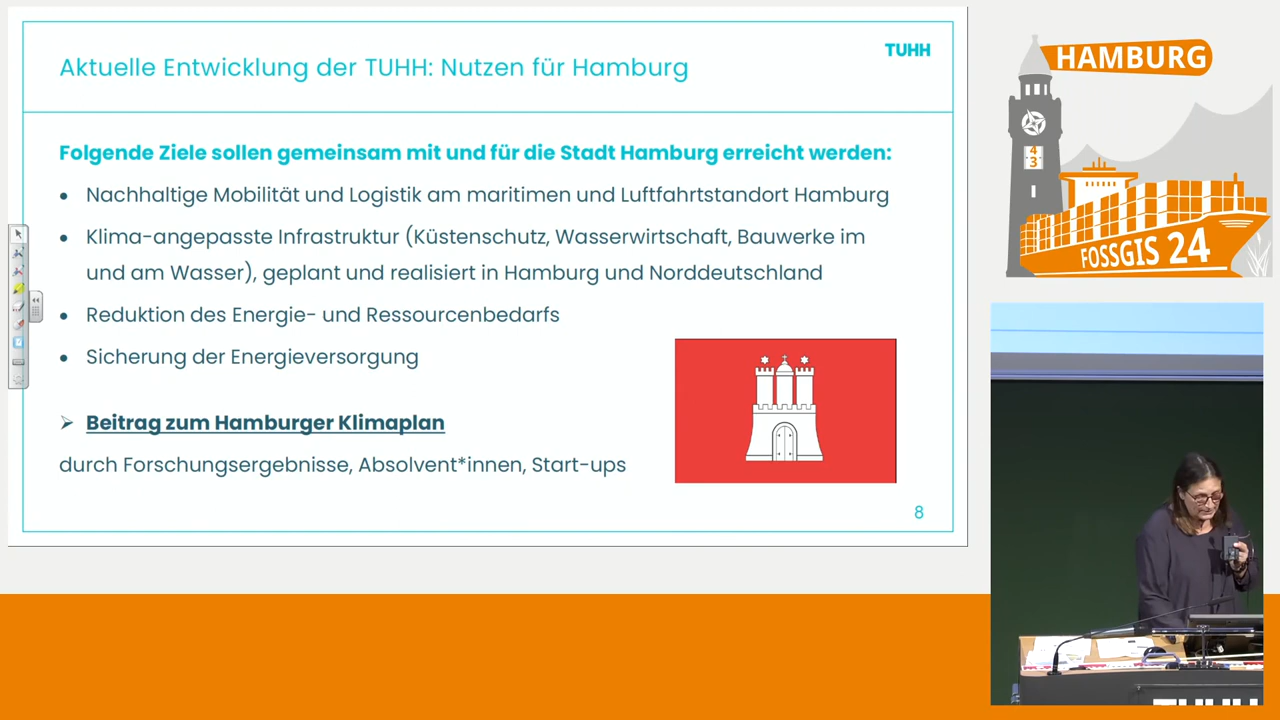 TUHH
Aktuelle Entwicklung der TUHH: Nutzen für Hamburg
Folgende Ziele sollen gemeinsam mit und für die Stadt Hamburg erreicht werden:
• Nachhaltige Mobilität und Logistik am maritimen und Luftfahrtstandort Hamburg
• Klima-angepasste Infrastruktur (Küstenschutz, Wasserwirtschaft, Bauwerke im
und am Wasser), geplant und realisiert in Hamburg und Norddeutschland
• Reduktion des Energie- und Ressourcenbedarfs
• Sicherung der Energieversorgung
➢ Beitrag zum Hamburger Klimaplan
durch Forschungsergebnisse, Absolvent*innen, Start-ups
8
HAMBURG
4
3
FOSSGIS 24